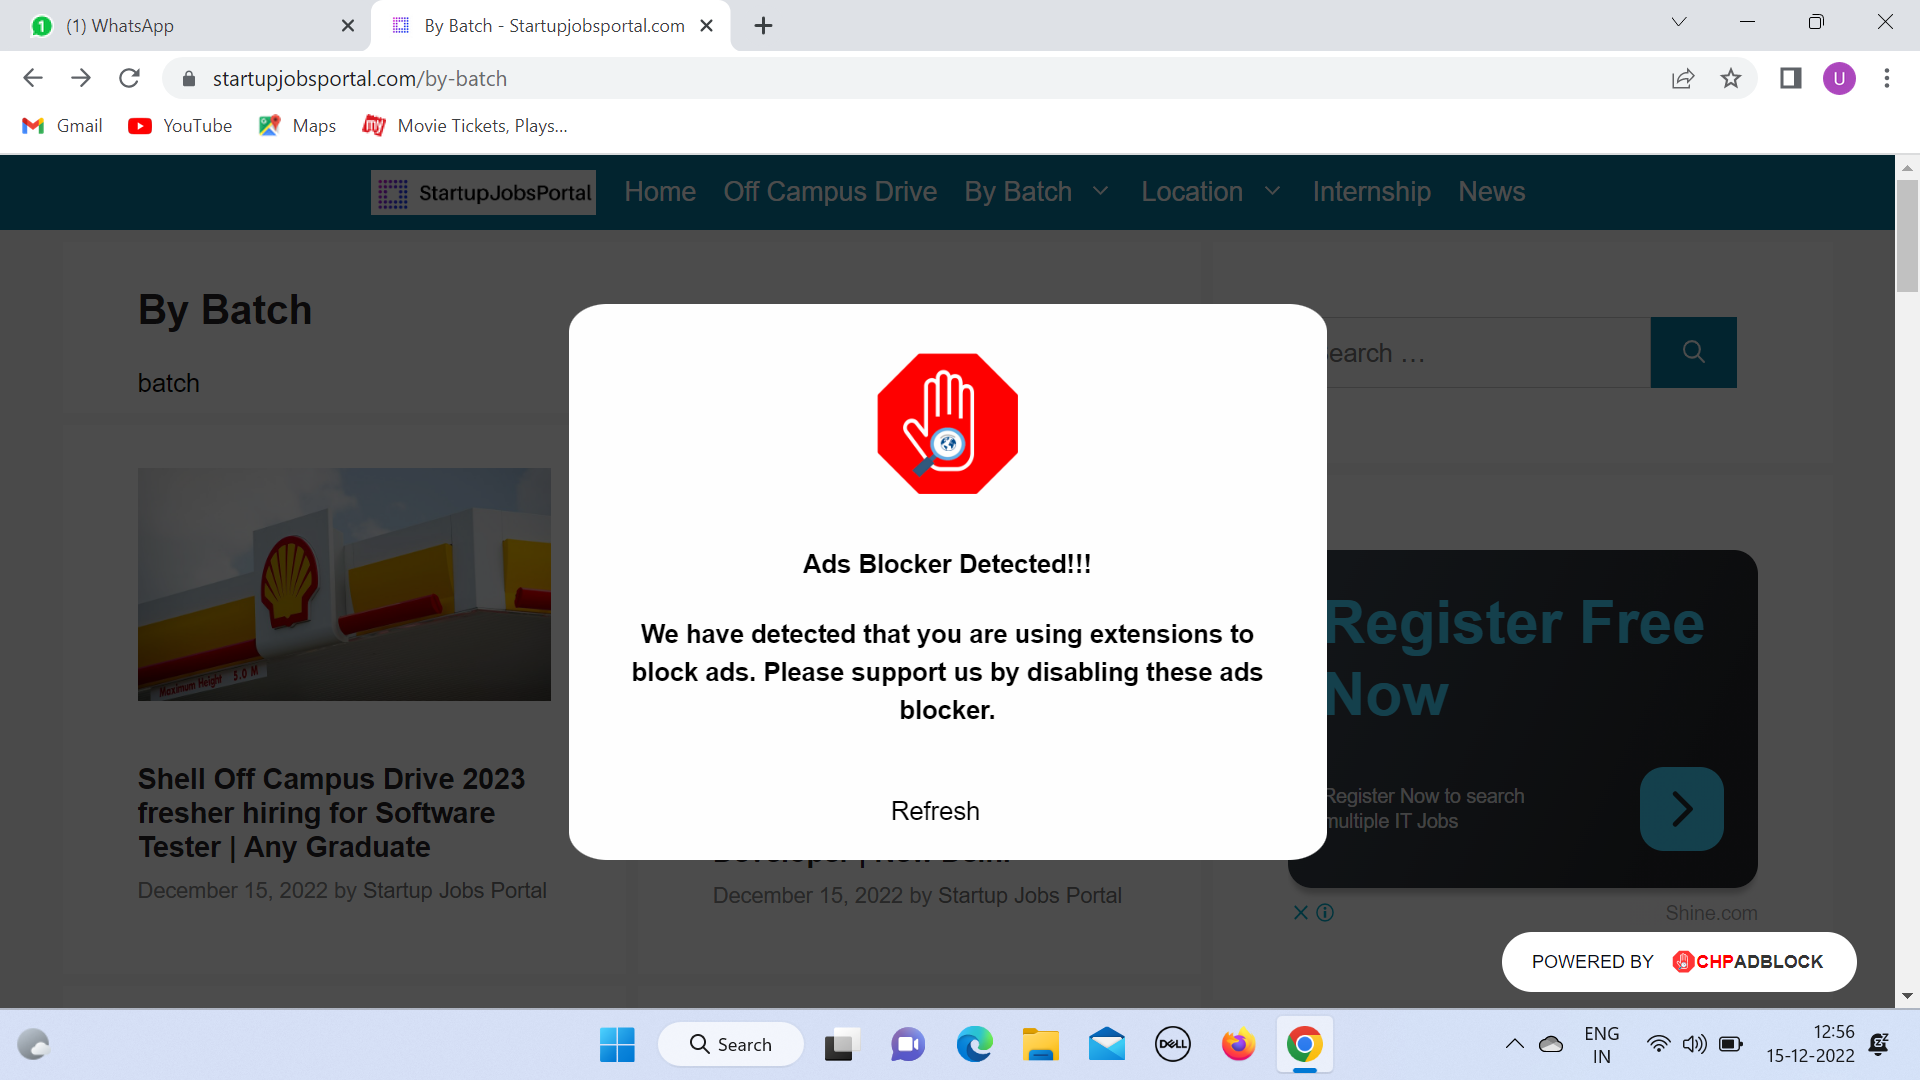 (1) WhatsApp
By Batch - Startupjobsportal.com
startupjobsportal.com/by-batch
U
Gmail
YouTube
Maps
my
Movie Tickets, Plays...
StartupJobsPortal
Home
Off Campus Drive
By Batch
Location
Internship
News
By Batch
batch
earch ...
Maximum Height 5.0 M
Ads Blocker Detected!!!
We have detected that you are using extensions to
block ads. Please support us by disabling these ads
blocker.
Refresh
Register Free
Now
Register Now to search
multiple IT Jobs
Shine.com
Shell Off Campus Drive 2023
fresher hiring for Software
Tester | Any Graduate
December 15, 2022 by Startup Jobs Portal
December 15, 2022 by Startup Jobs Portal
POWERED BY CHPADBLOCK
Search
DELL
ENG
IN
12:56
15-12-2022